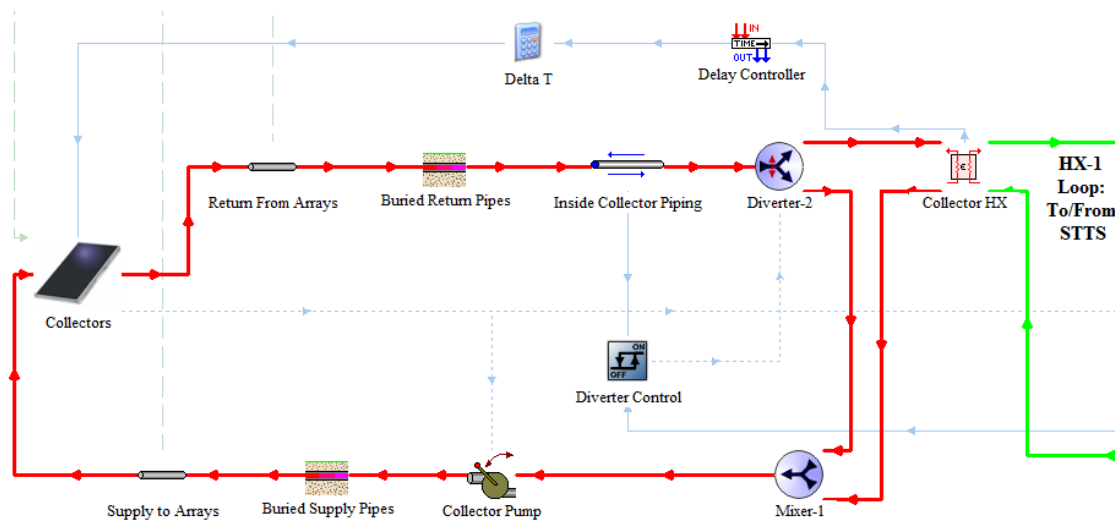 IN
TIME
OUT
Delta T
Delay Controller
ε
Return From Arrays
Buried Return Pipes
Inside Collector Piping
Diverter-2
Collector HX
HX-1
Loop:
To/From
STTS
Collectors
ON
OFF
Diverter Control
Supply to Arrays
Buried Supply Pipes
Collector Pump
Mixer-1